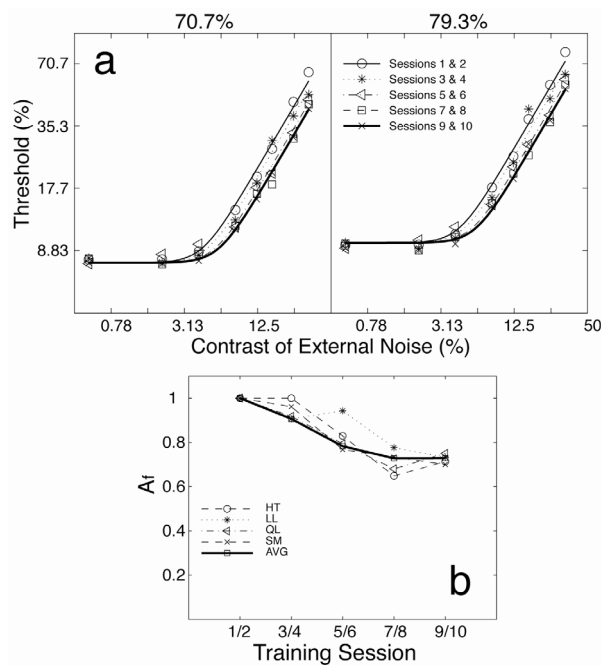 70.7%
79.3%
a
Threshold (%)
70.7
35.3
17.7
8.83
Sessions 1 & 2
Sessions 3 & 4
Sessions 5 & 6
Sessions 7 & 8
Sessions 9 & 10
0.78
3.13
12.5
0.78
3.13
12.5
50
Contrast of External Noise (%)
Af
1
0.8
0.6
0.4
0.2
HT
LL
QL
SM
AVG
b
1/2
3/4
5/6
7/8
9/10
Training Session